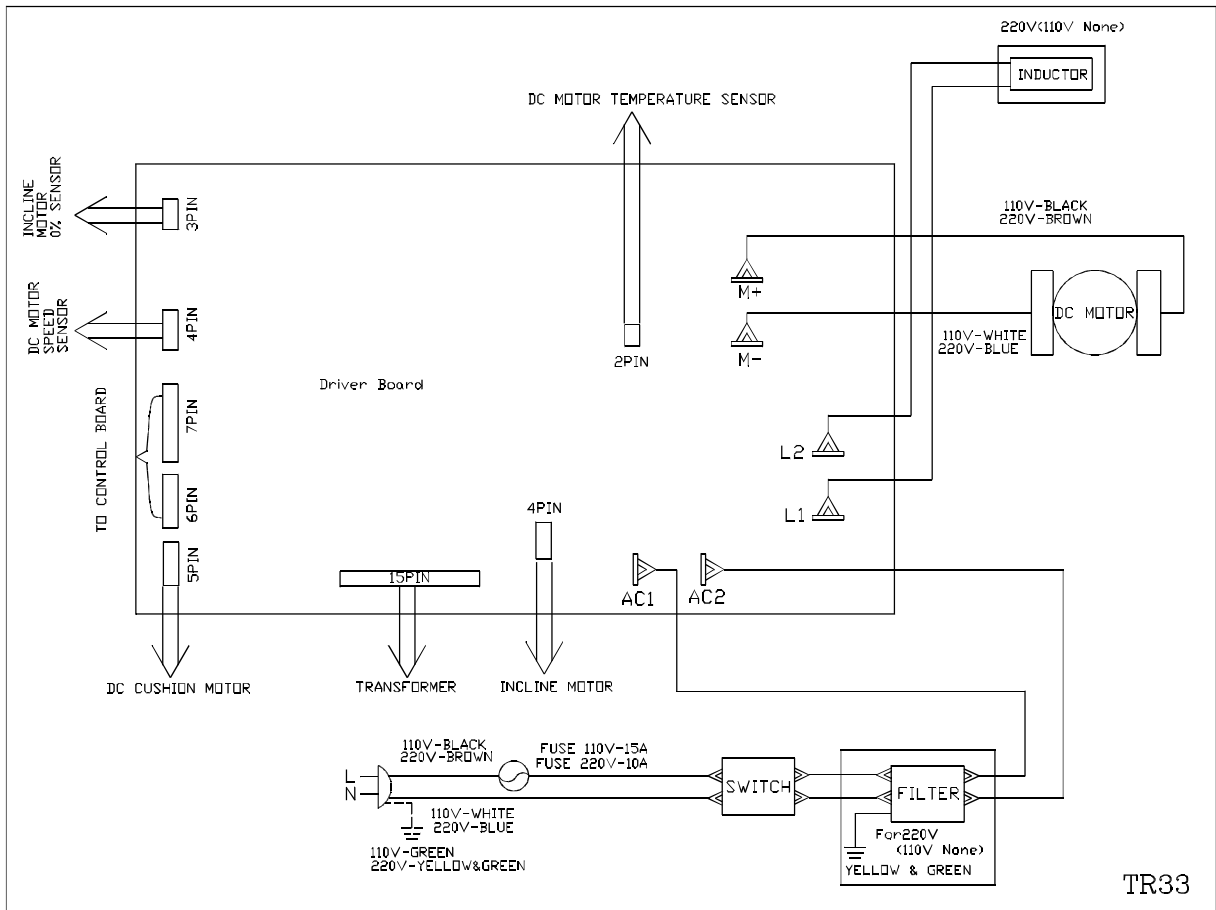 220V(110V None)
INDUCTOR
DC MOTOR TEMPERATURE SENSOR
INCLINE
MOTOR
0% SENSOR
3PIN
110V-BLACK
220V-BROWN
M+
DC MOTOR
SPEED
SENSOR
4PIN
2PIN
M-
110V-WHITE
220V-BLUE
DC MOTOR
Driver Board
TO CONTROL BOARD
7PIN
6PIN
L2
L1
4PIN
5PIN
15PIN
AC1
AC2
DC CUSHION MOTOR
TRANSFORMER
INCLINE MOTOR
110V-BLACK
220V-BROWN
FUSE 110V-15A
FUSE 220V-10A
L
N
SWITCH
FILTER
110V-WHITE
220V-BLUE
110V-GREEN
220V-YELLOW&GREEN
For220V
(110V None)
YELLOW & GREEN
TR33